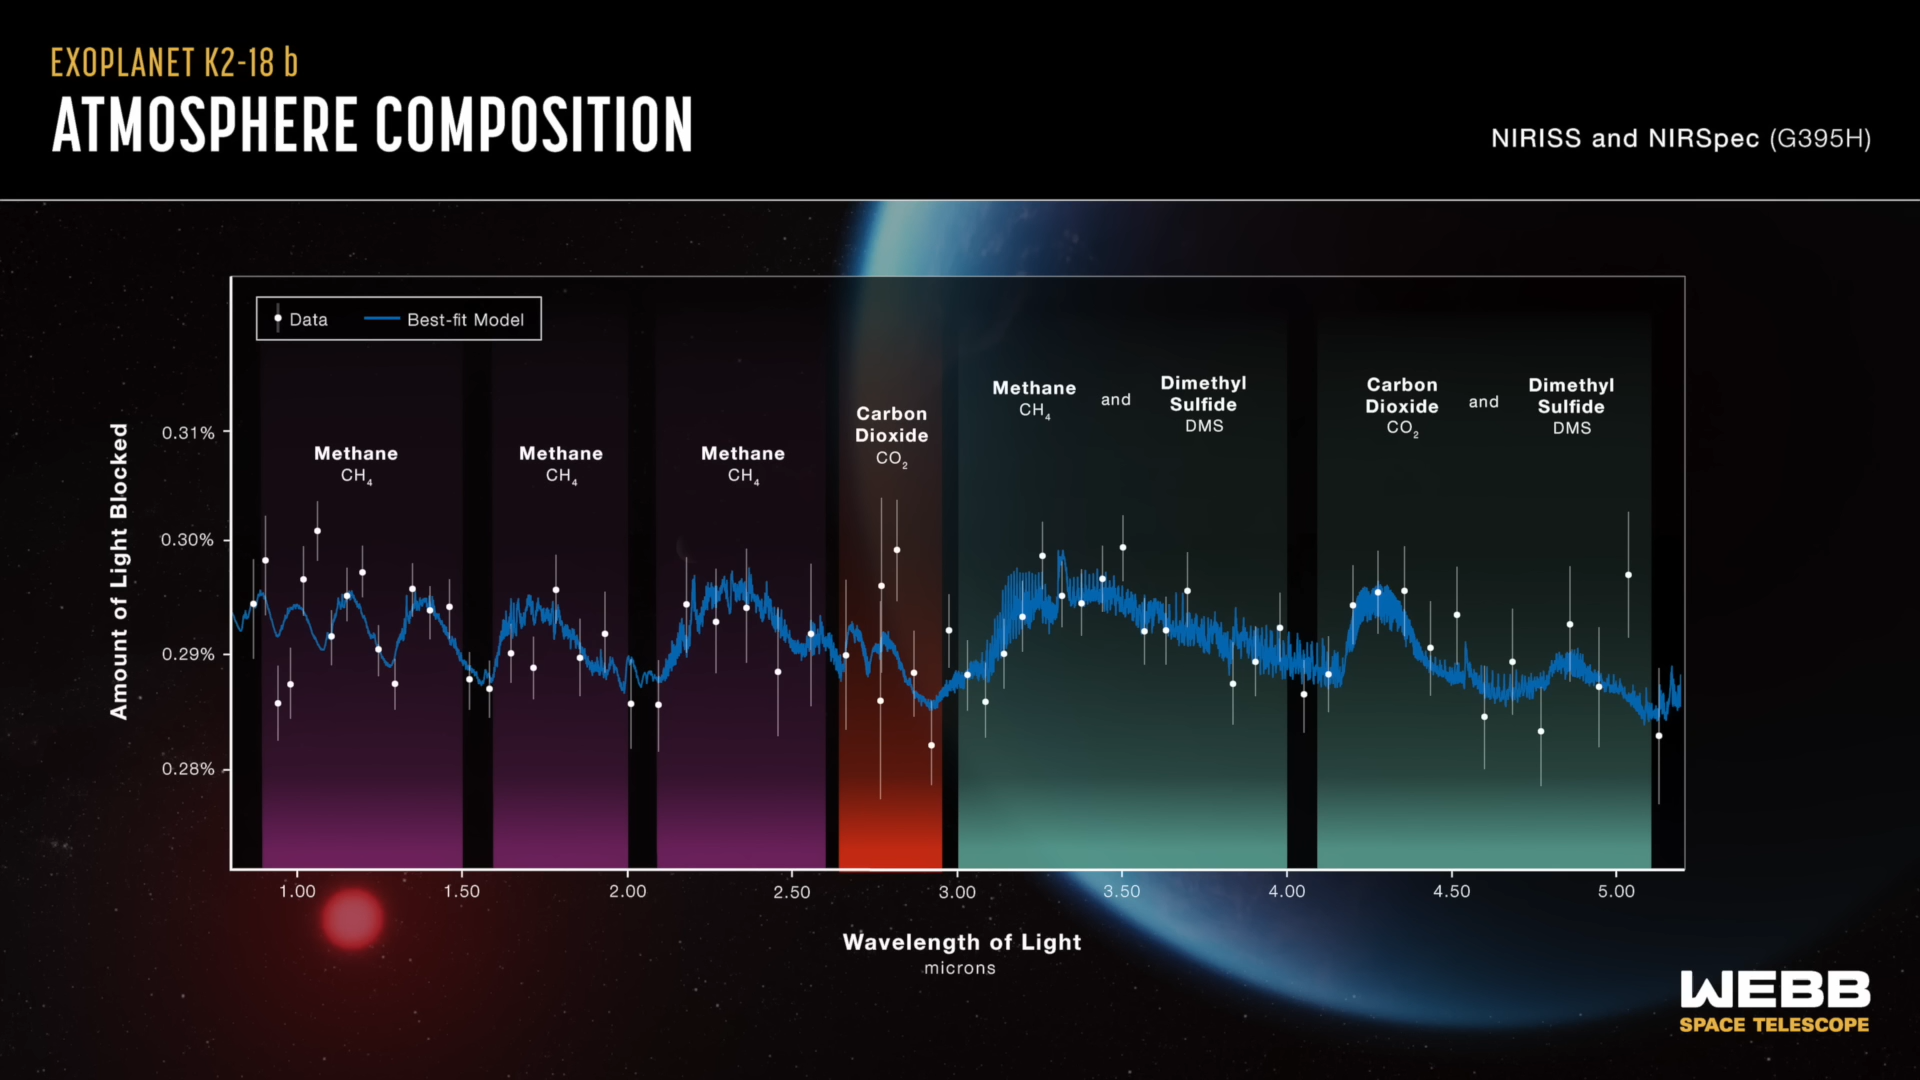 EXOPLANET K2-18 b
ATMOSPHERE COMPOSITION
NIRISS and NIRSpec (G395H)
Data
Best-fit Model
Amount of Light Blocked
0.31%
0.30%
0.29%
0.28%
Methane
CH₄
Methane
CH₄
Methane
CH₄
Carbon
Dioxide
CO₂
Methane
CH₄
and
Dimethyl
Sulfide
DMS
Carbon
Dioxide
CO₂
and
Dimethyl
Sulfide
DMS
1.00 1.50 2.00 2.50 3.00 3.50 4.00 4.50 5.00
Wavelength of Light
microns
WEBB
SPACE TELESCOPE